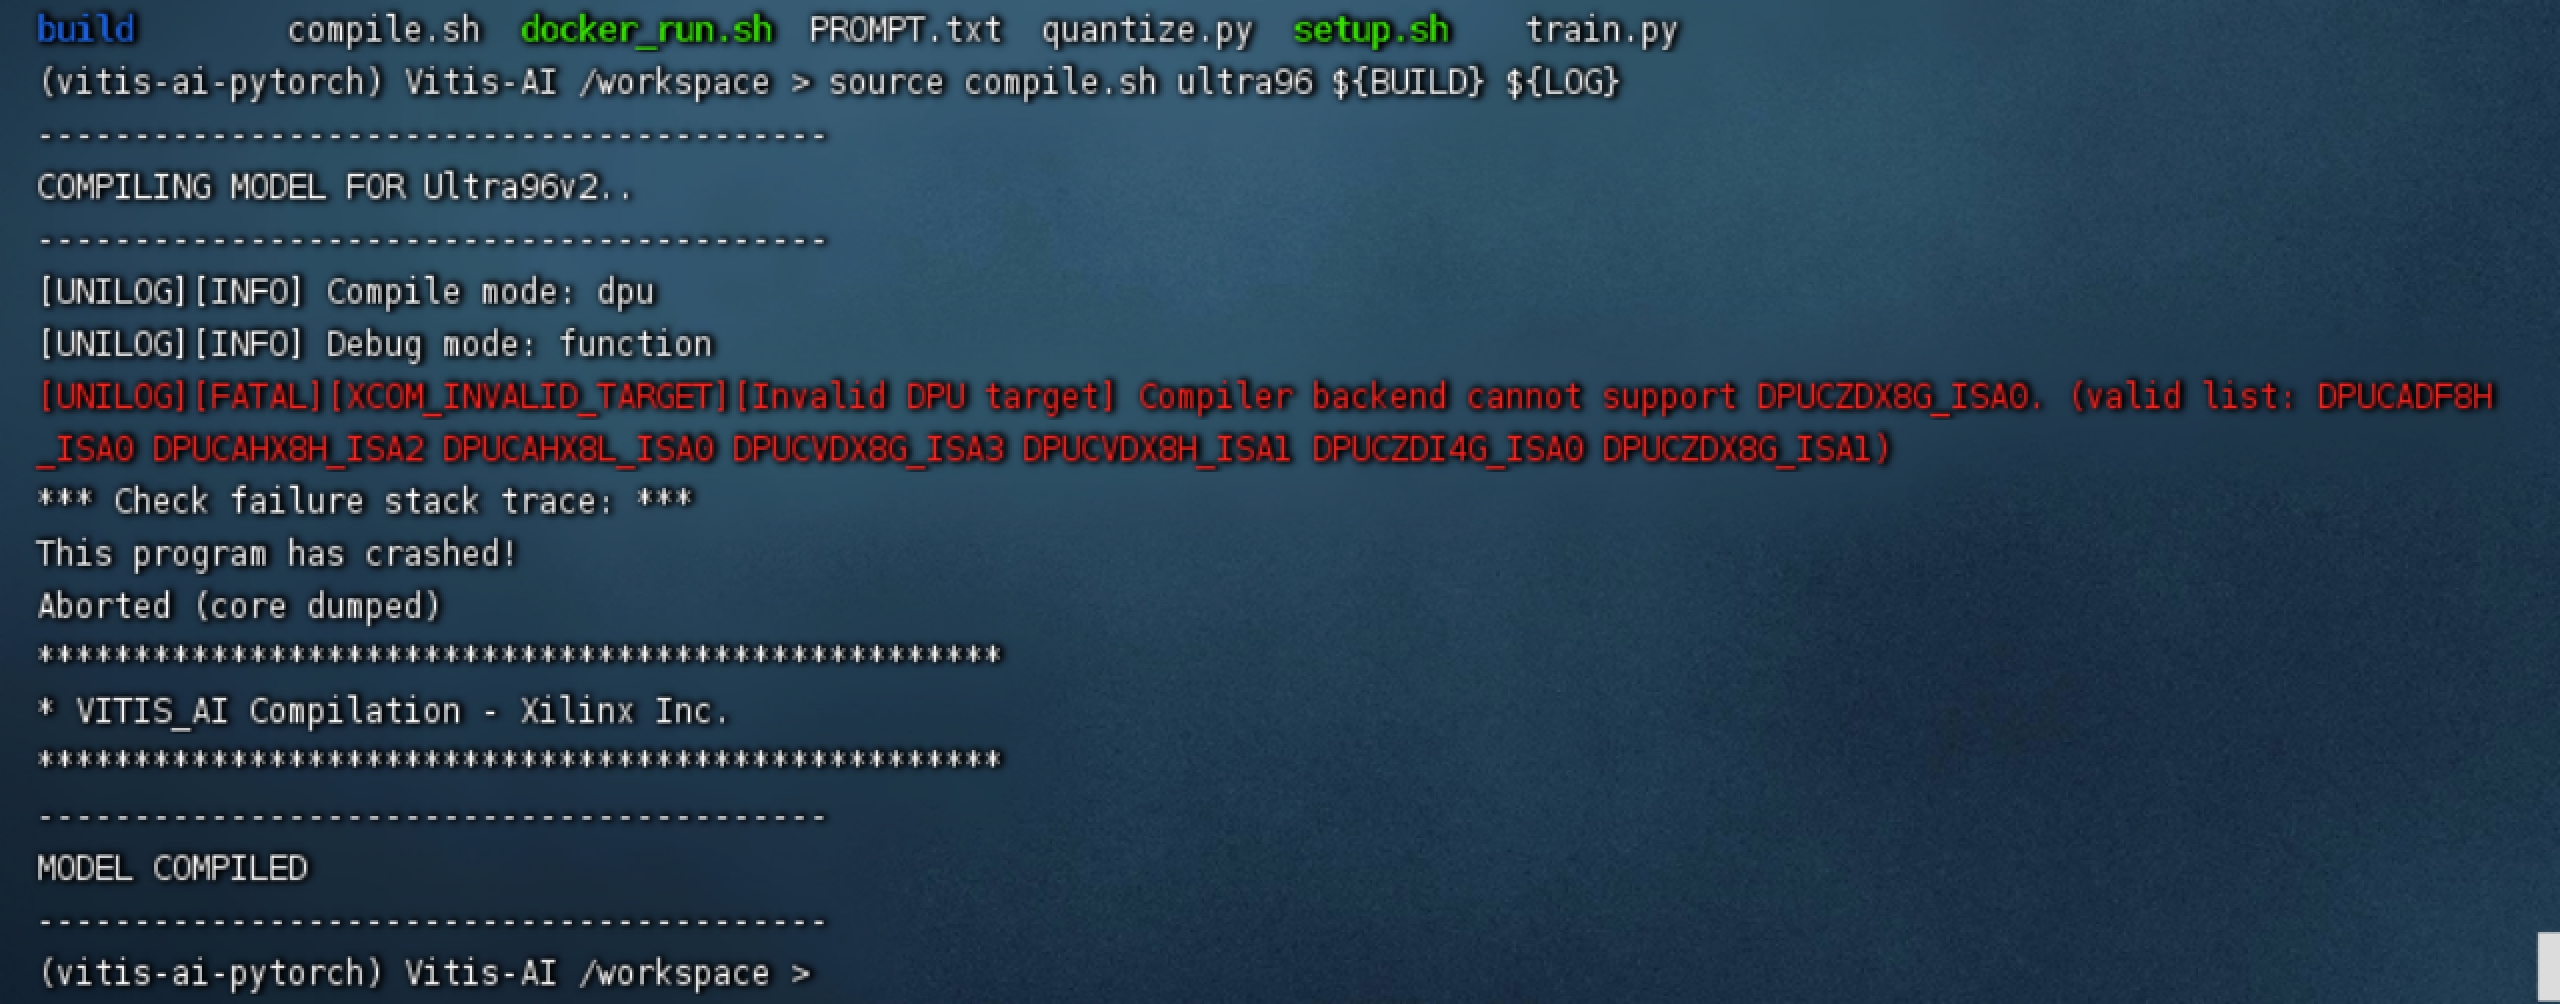 build compile.sh docker_run.sh PROMPT.txt quantize.py setup.sh train.py
(vitis-ai-pytorch) Vitis-AI /workspace > source compile.sh ultra96 ${BUILD} ${LOG}
-----------------------------------------
COMPILING MODEL FOR Ultra96v2..
-----------------------------------------
[UNILOG][INFO] Compile mode: dpu
[UNILOG][INFO] Debug mode: function
[UNILOG][FATAL][XCOM_INVALID_TARGET][Invalid DPU target] Compiler backend cannot support DPUCZDX8G_ISA0. (valid list: DPUCADF8H
_ISA0 DPUCAHX8H_ISA2 DPUCAHX8L_ISA0 DPUCVDX8G_ISA3 DPUCVDX8H_ISA1 DPUCZDI4G_ISA0 DPUCZDX8G_ISA1)
*** Check failure stack trace: ***
This program has crashed!
Aborted (core dumped)
**************************************************
* VITIS_AI Compilation - Xilinx Inc.
**************************************************
-----------------------------------------
MODEL COMPILED
-----------------------------------------
(vitis-ai-pytorch) Vitis-AI /workspace >